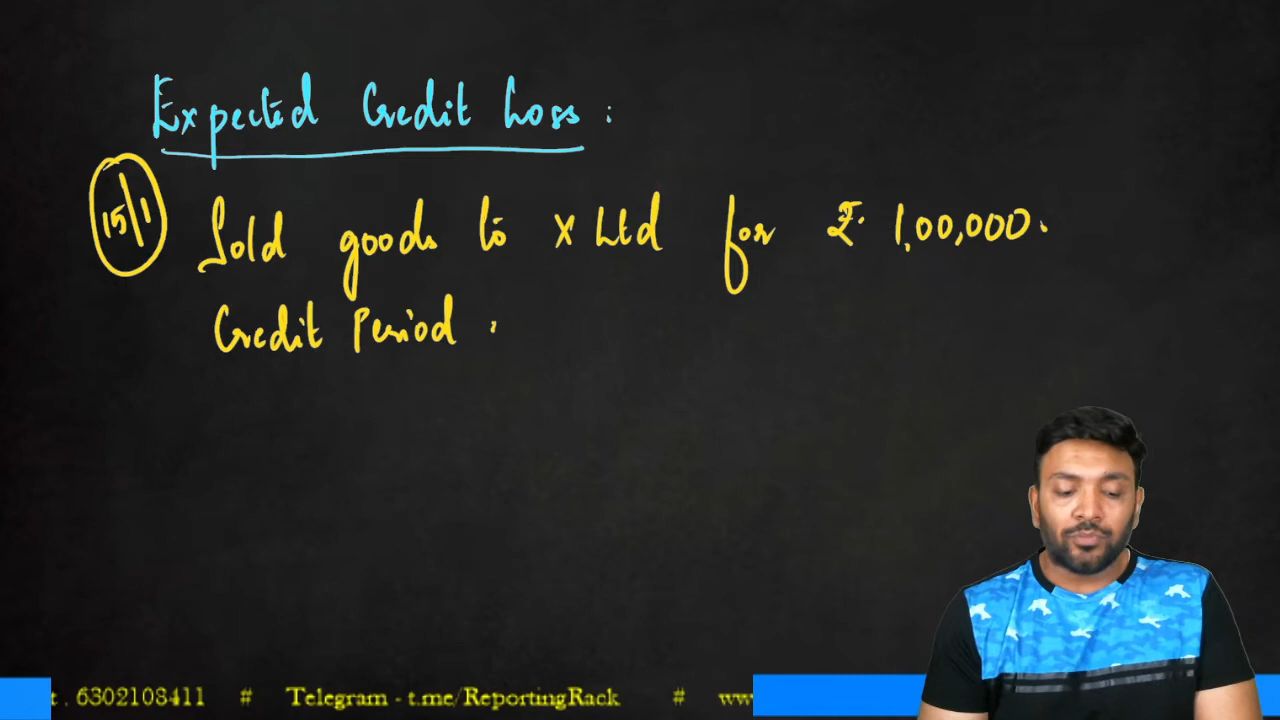 Expected Credit Loss :
15/1
Sold goods to X Ltd for ₹. 1,00,000.
Credit Period :
t . 6302108411 # Telegram - t.me/ReportingRack # www